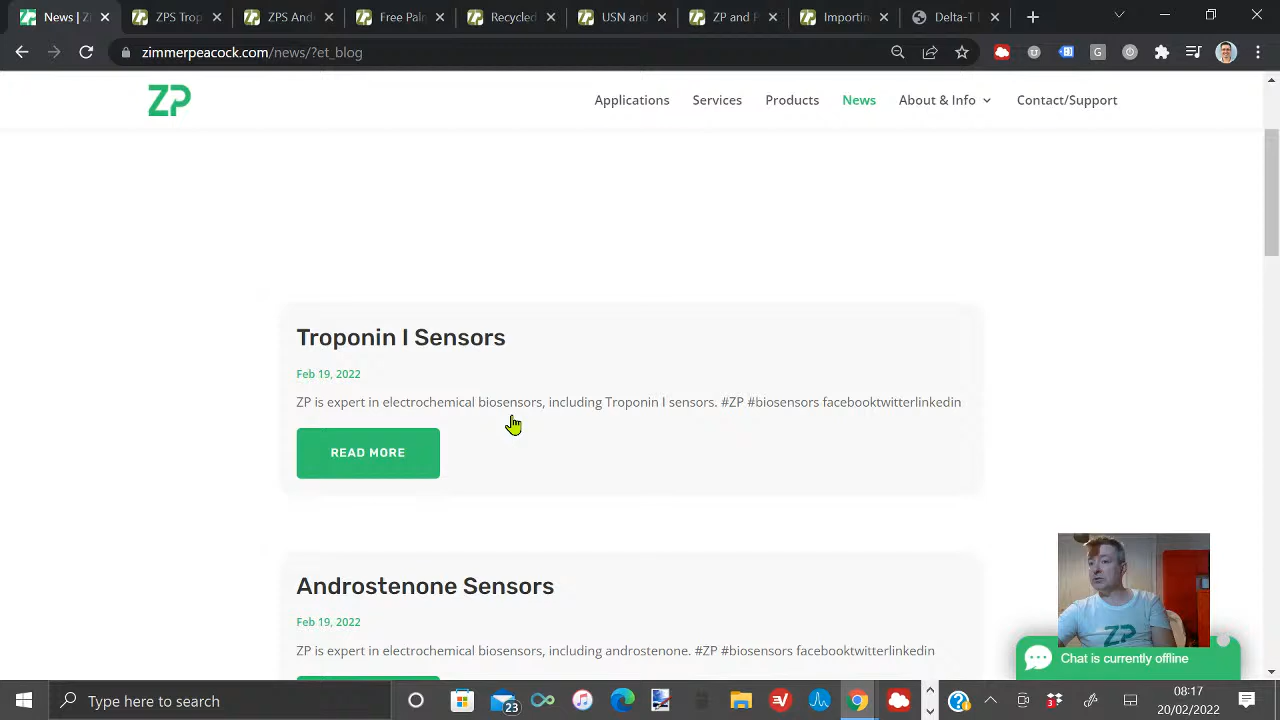 News | Z
ZPS Trop
ZPS And
Free Pal
Recycled
USN and
ZP and P
Importin
Delta-T
zimmerpeacock.com/news/?et_blog
ZP
Applications
Services
Products
News
About & Info
Contact/Support
Troponin I Sensors
Feb 19, 2022
ZP is expert in electrochemical biosensors, including Troponin I sensors. #ZP #biosensors facebooktwitterlinkedin
READ MORE
Androstenone Sensors
Feb 19, 2022
ZP is expert in electrochemical biosensors, including androstenone. #ZP #biosensors facebooktwitterlinkedin
ZP
Chat is currently offline
Type here to search
23
3
08:17
20/02/2022